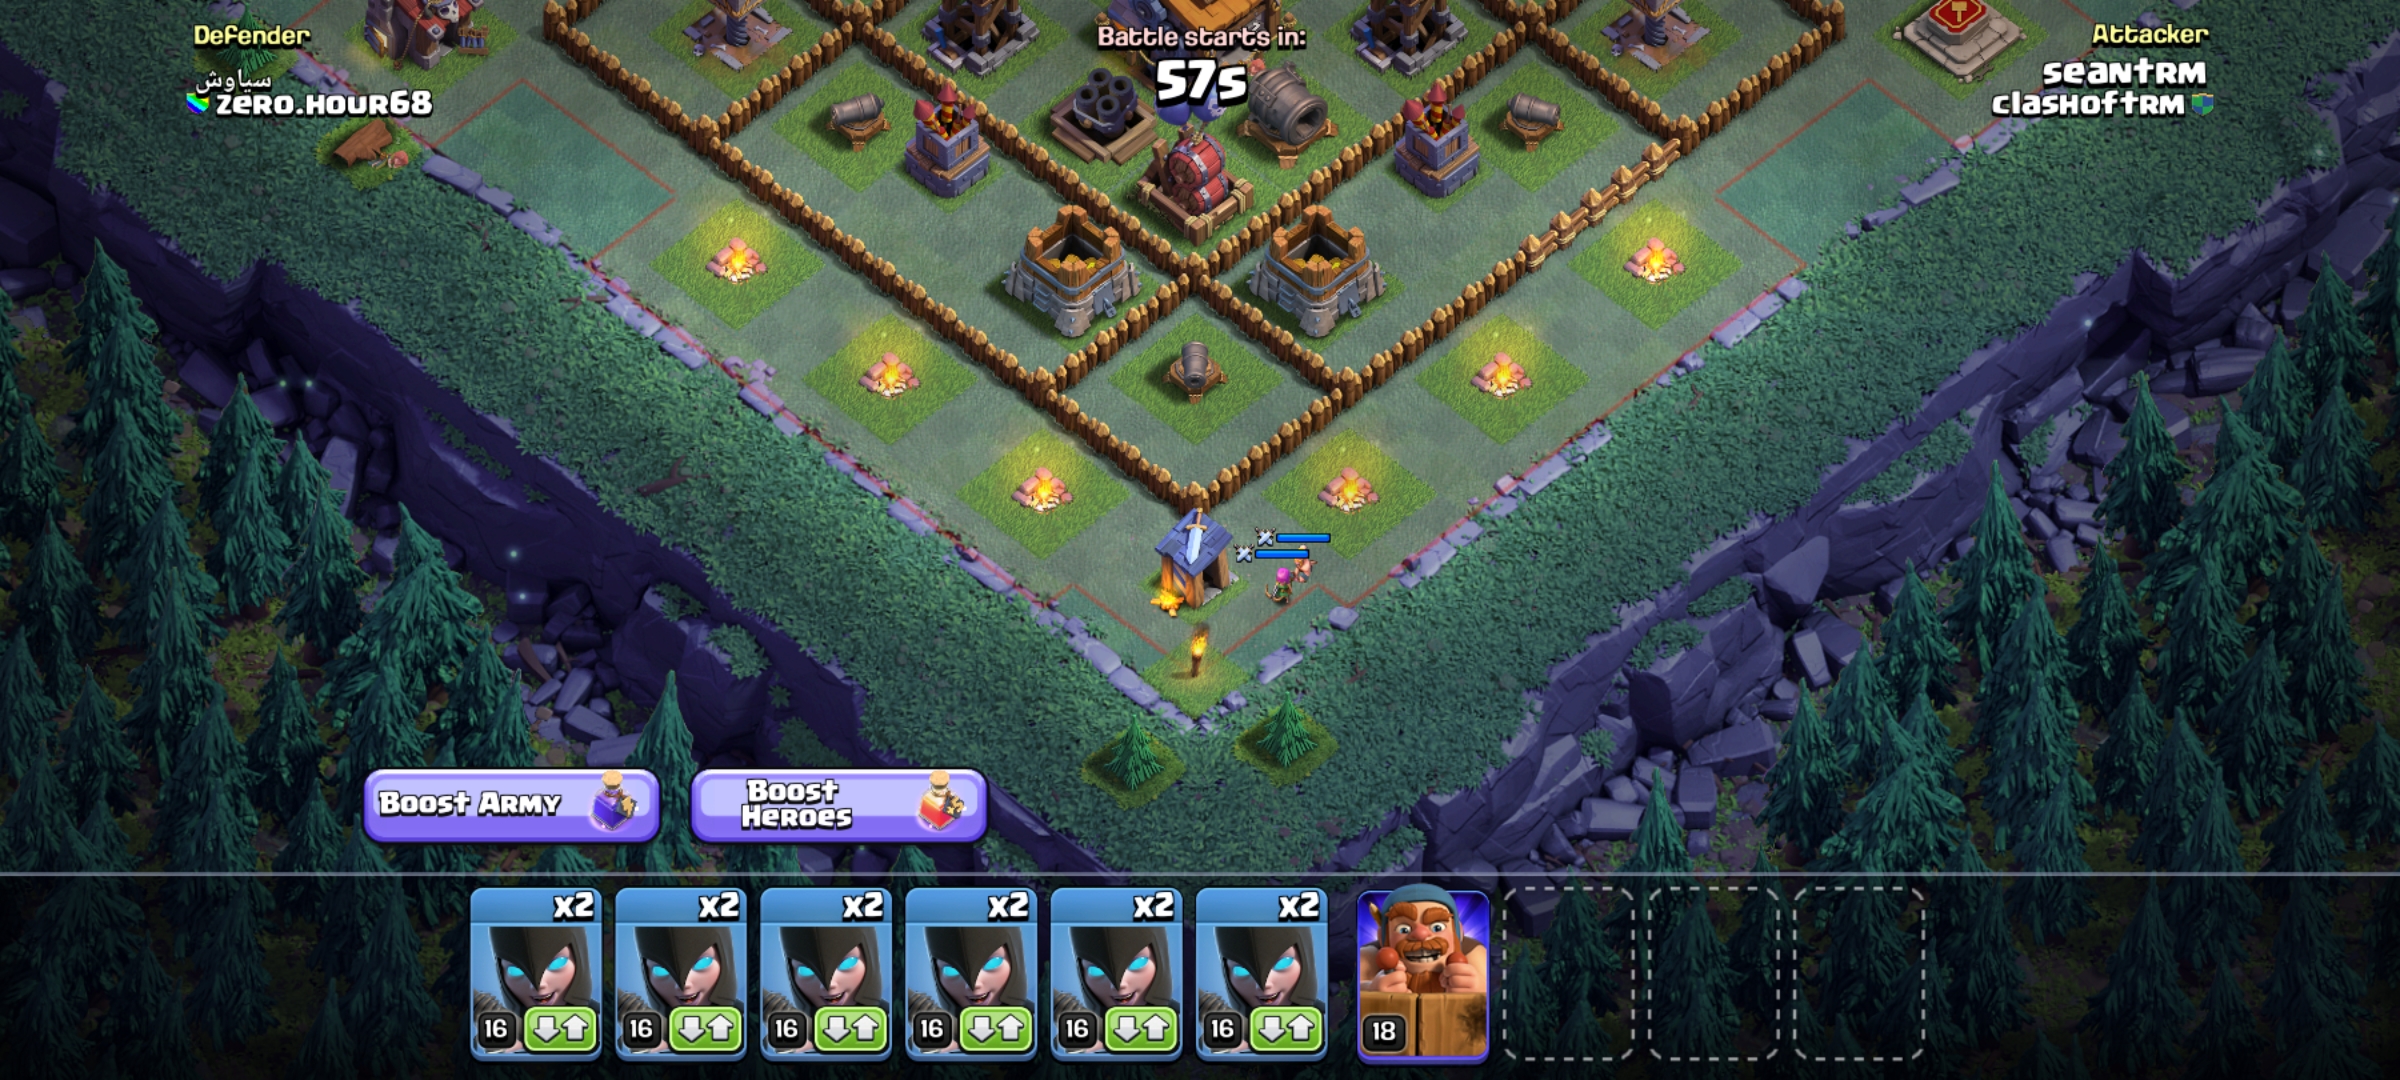 Defender
سیاوش
zero.hour68
Battle starts in:
57s
Attacker
seantrm
clashoftrm
Boost Army
Boost
Heroes
x2
x2
x2
x2
x2
x2
16
16
16
16
16
16
18